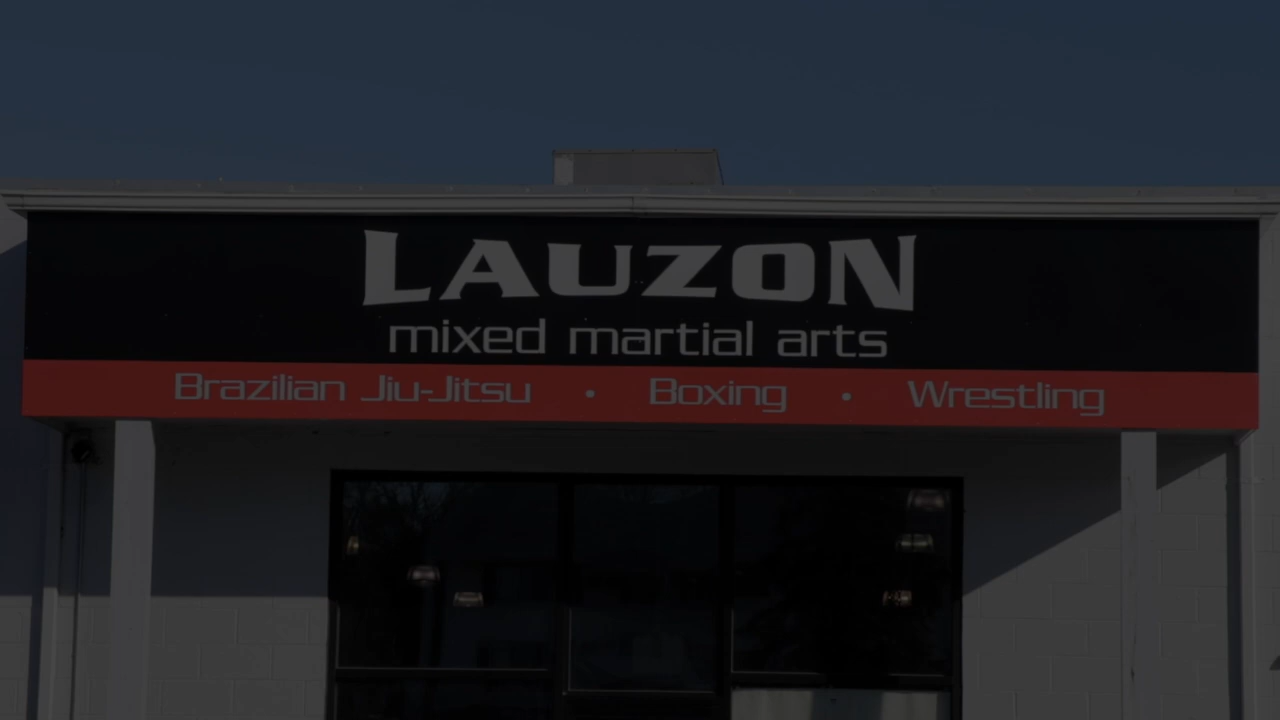 LAUZON
mixed martial arts
Brazilian Jiu-Jitsu • Boxing • Wrestling